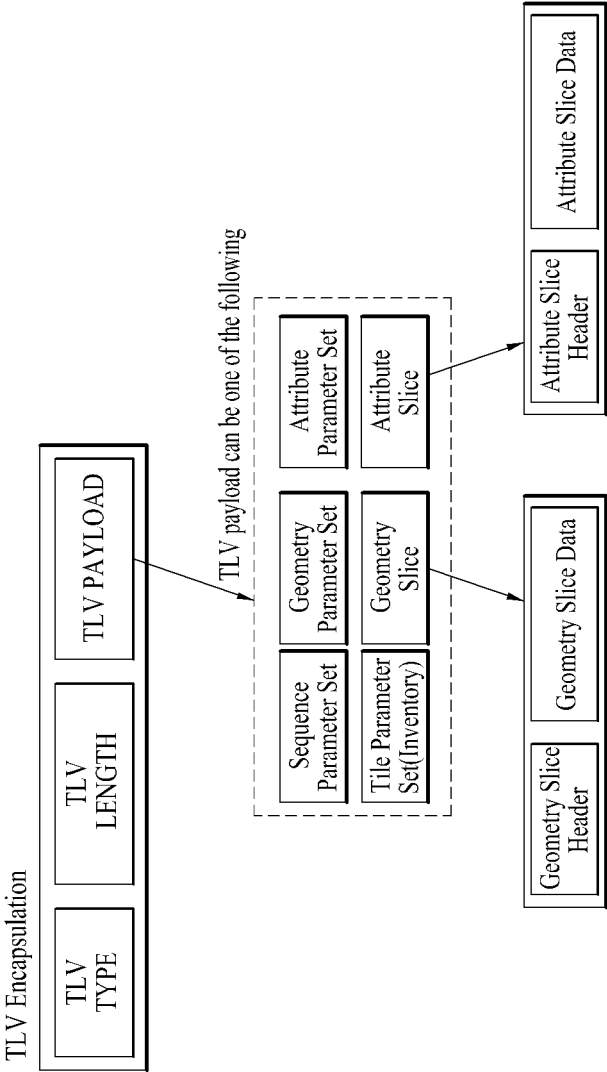 TLV Encapsulation
TLV
TYPE
TLV
LENGTH
TLV PAYLOAD
TLV payload can be one of the following
Sequence
Parameter Set
Geometry
Parameter Set
Attribute
Parameter Set
Tile Parameter
Set(Inventory)
Geometry
Slice
Attribute
Slice
Geometry Slice
Header
Geometry Slice Data
Attribute Slice
Header
Attribute Slice Data